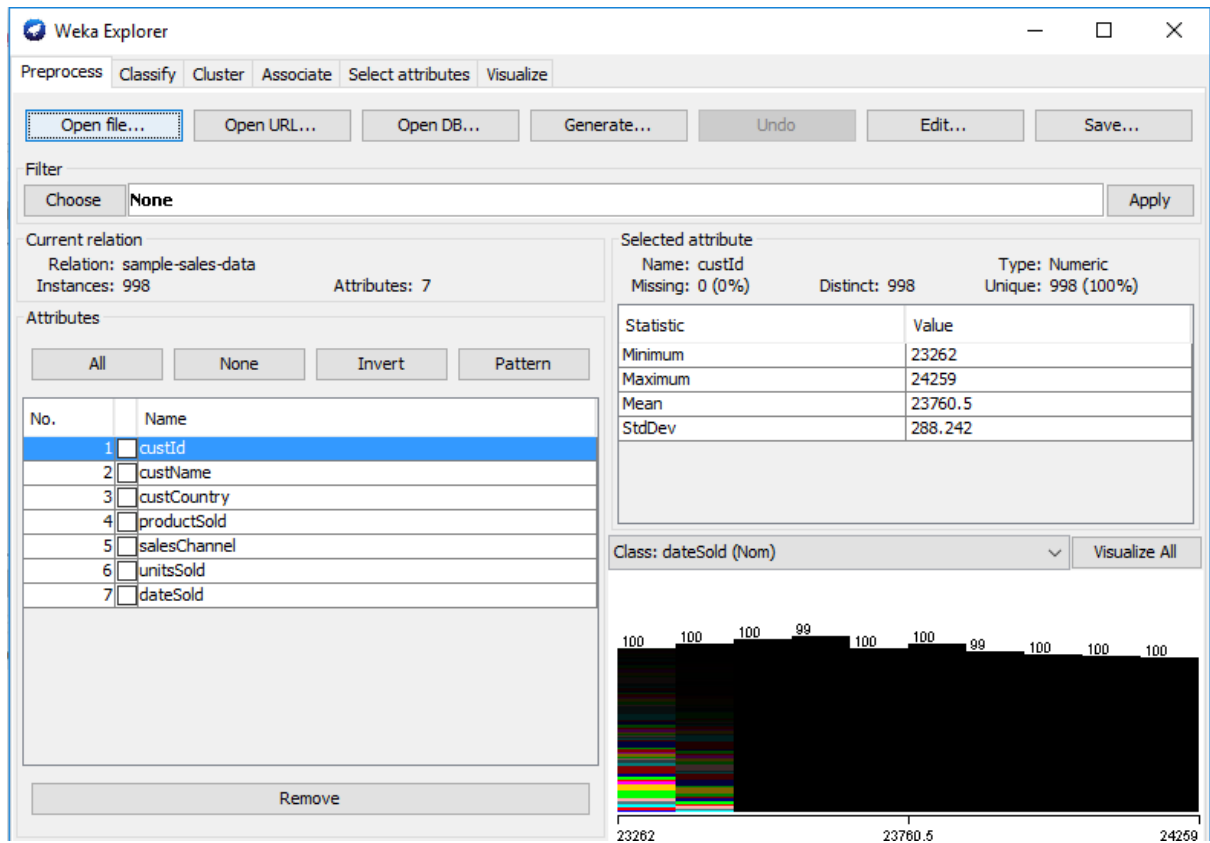 Weka Explorer
Preprocess Classify Cluster Associate Select attributes Visualize
Open file... Open URL... Open DB... Generate... Undo Edit... Save...
Filter
Choose None Apply
Current relation
Relation: sample-sales-data
Instances: 998 Attributes: 7
Attributes
All None Invert Pattern
No. Name
1 custId
2 custName
3 custCountry
4 productSold
5 salesChannel
6 unitsSold
7 dateSold
Remove
Selected attribute
Name: custId Type: Numeric
Missing: 0 (0%) Distinct: 998 Unique: 998 (100%)
Statistic Value
Minimum 23262
Maximum 24259
Mean 23760.5
StdDev 288.242
Class: dateSold (Nom) Visualize All
100 100 100 99 100 100 99 100 100 100
23262 23760.5 24259